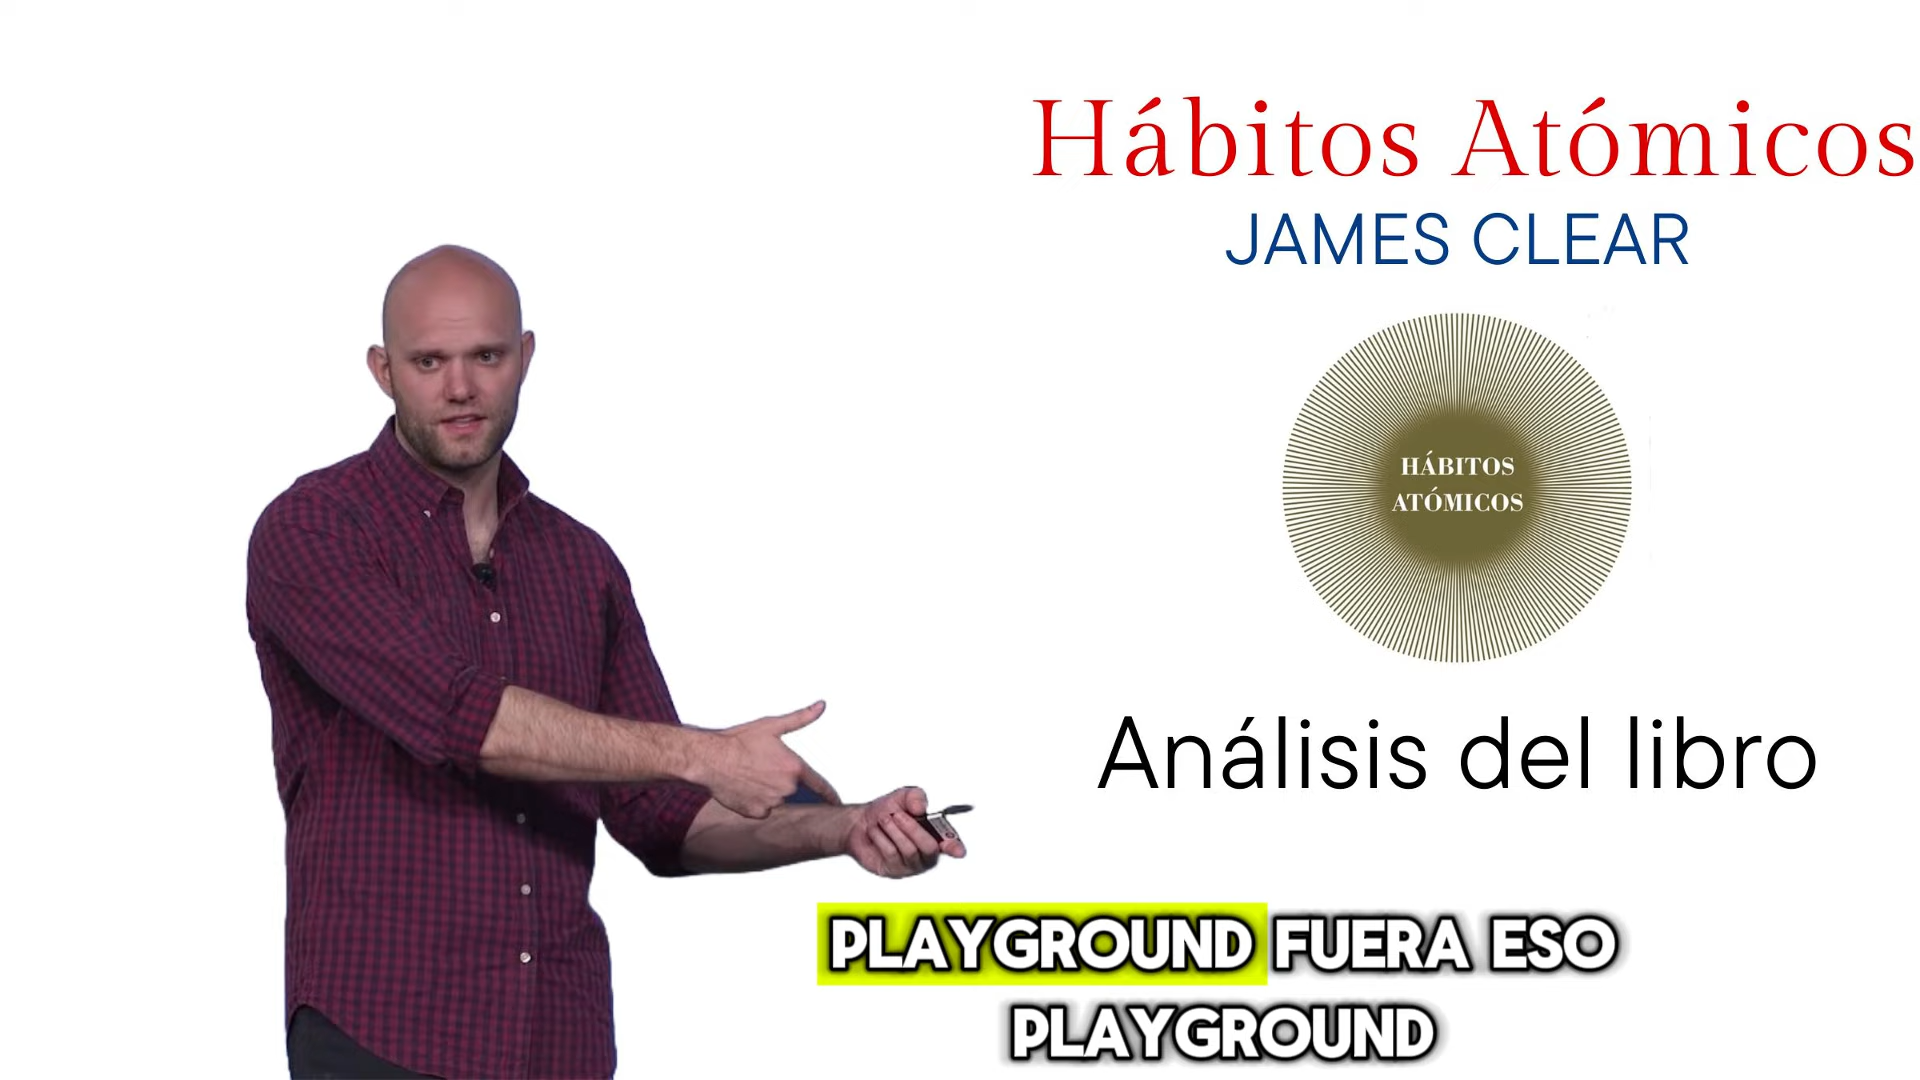 Hábitos Atómicos
JAMES CLEAR
HÁBITOS
ATÓMICOS
Análisis del libro
PLAYGROUND FUERA ESO
PLAYGROUND